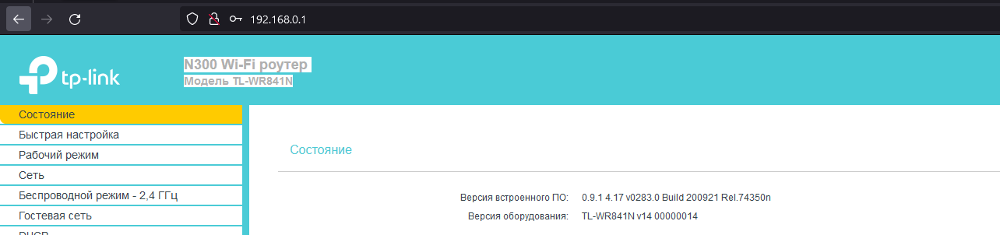 192.168.0.1
tp-link
N300 Wi-Fi роутер
Модель TL-WR841N
Состояние
Быстрая настройка
Рабочий режим
Сеть
Беспроводной режим - 2,4 ГГц
Гостевая сеть
DHCP
Состояние
Версия встроенного ПО: 0.9.1 4.17 v0283.0 Build 200921 Rel.74350n
Версия оборудования: TL-WR841N v14 00000014